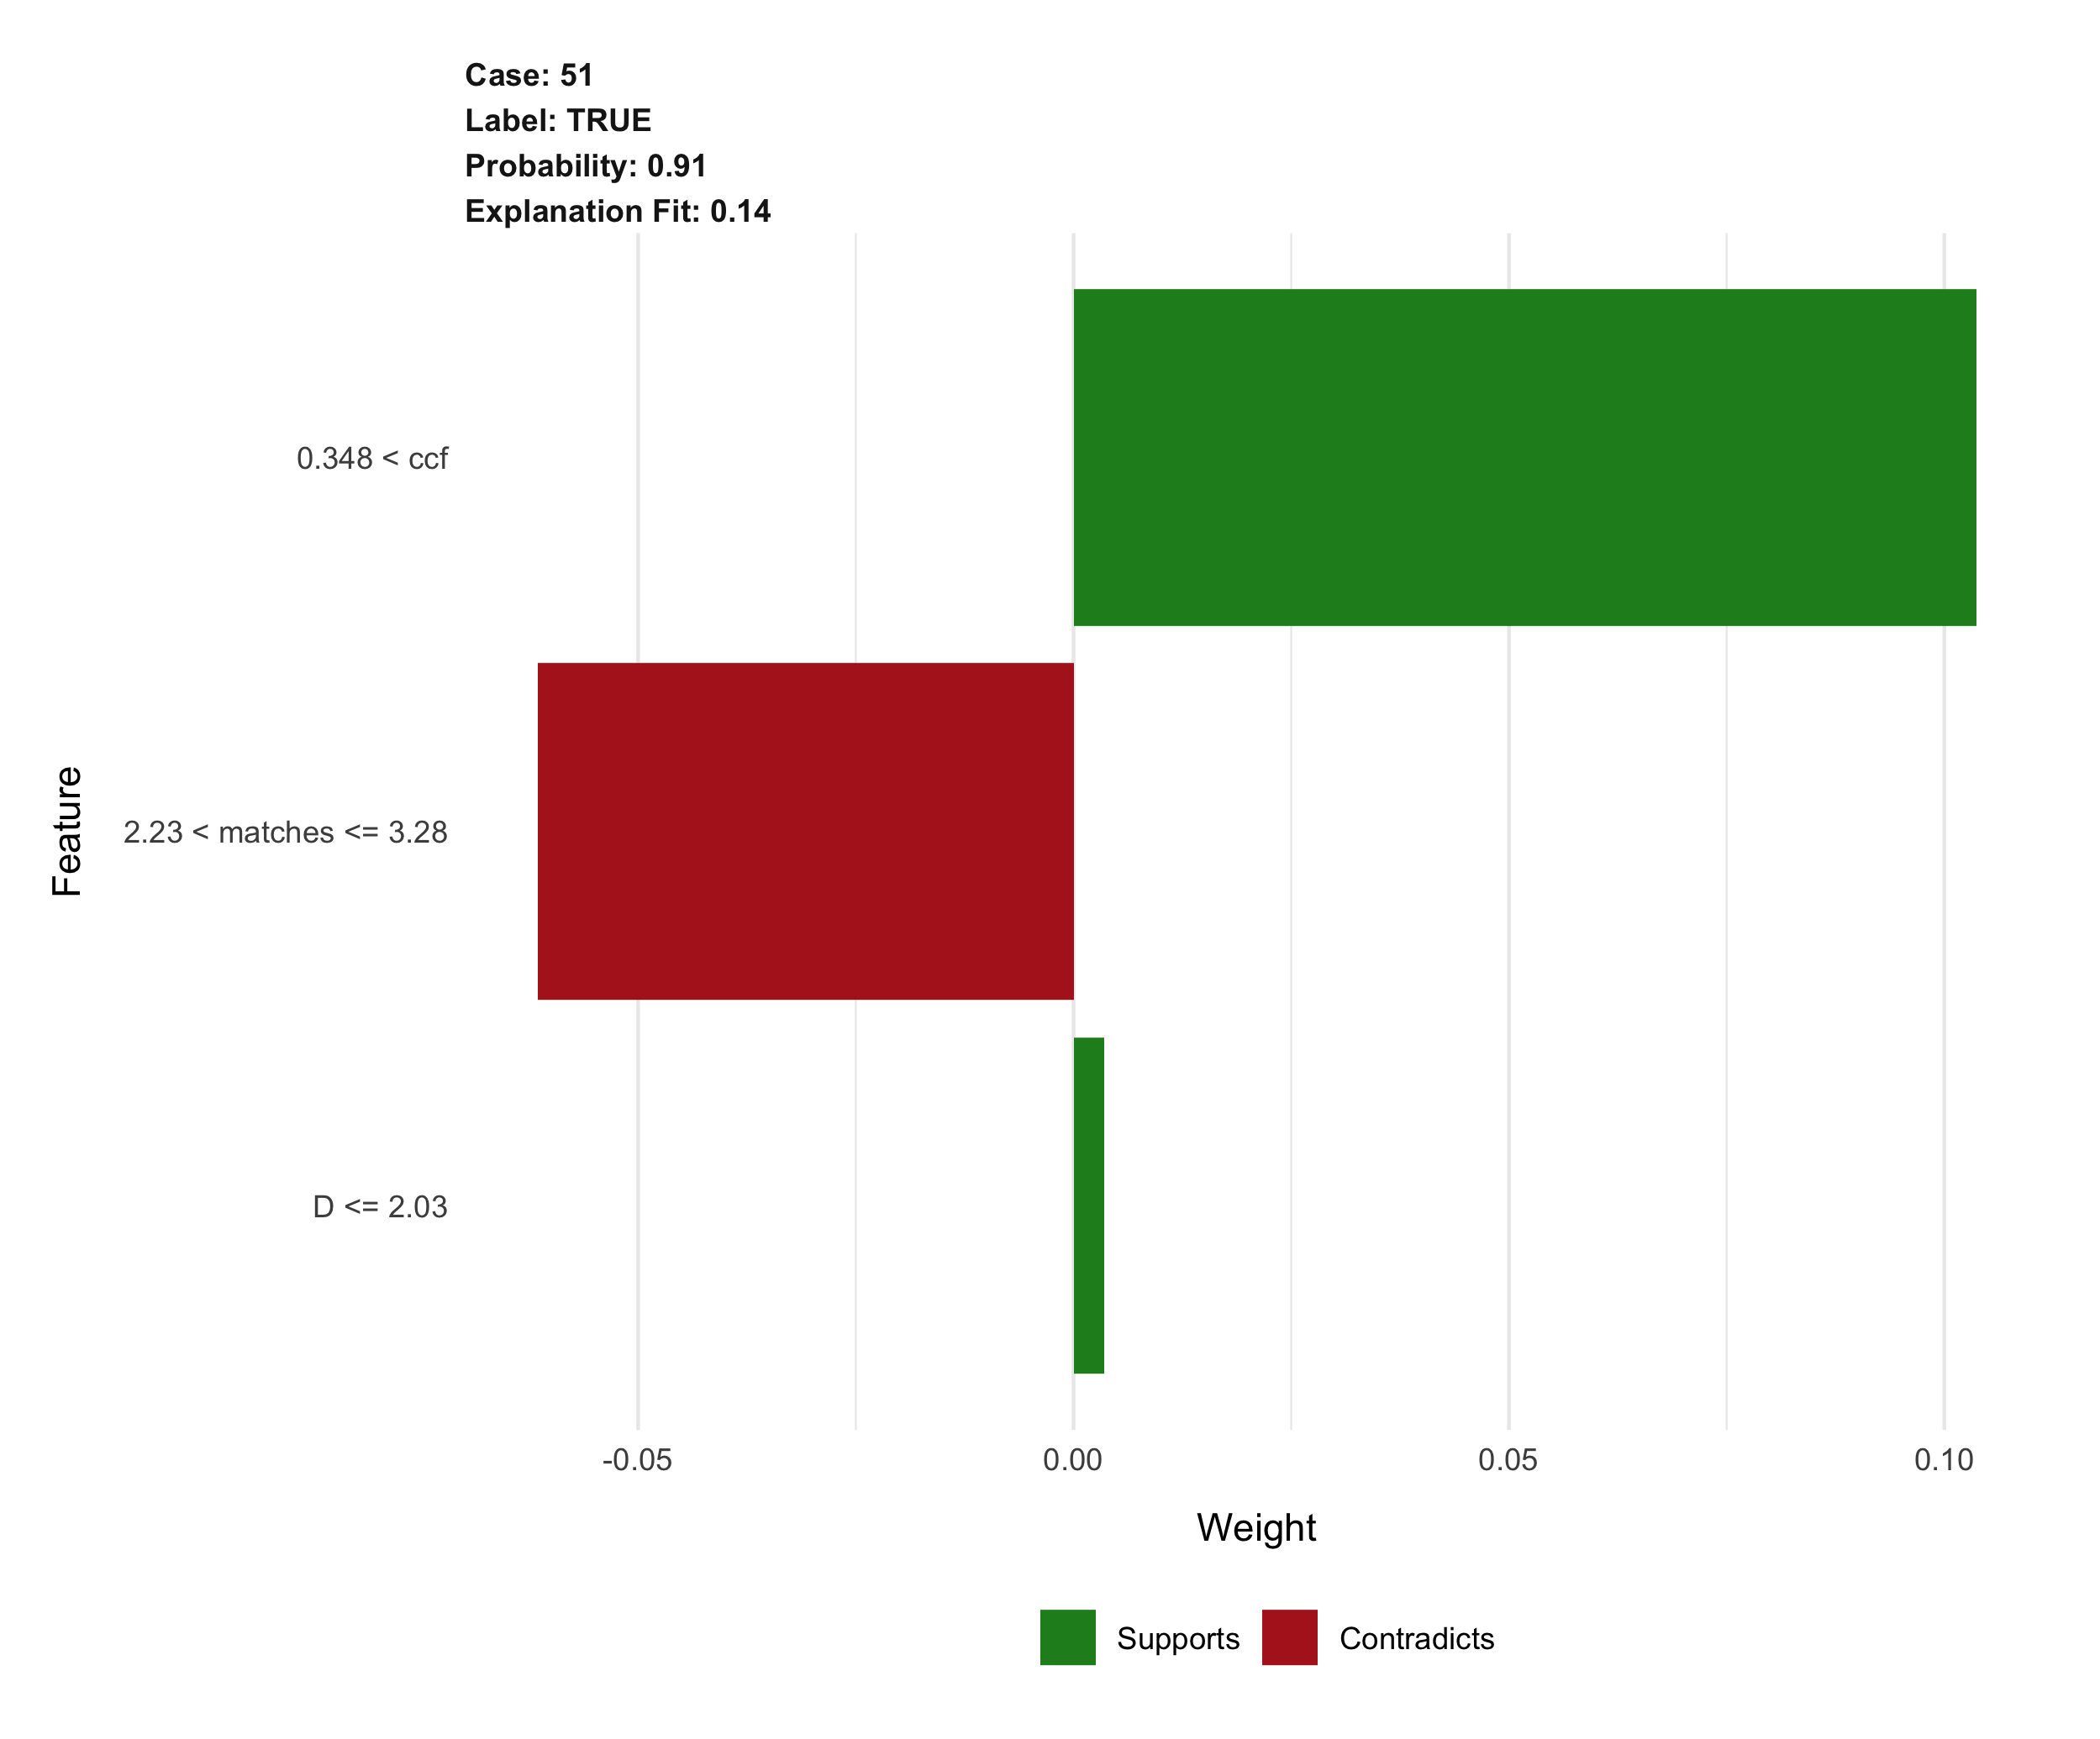 Case: 51
Label: TRUE
Probability: 0.91
Explanation Fit: 0.14
0.348 < ccf
2.23 < matches <= 3.28
D <= 2.03
Feature
-0.05 0.00 0.05 0.10
Weight
Supports Contradicts